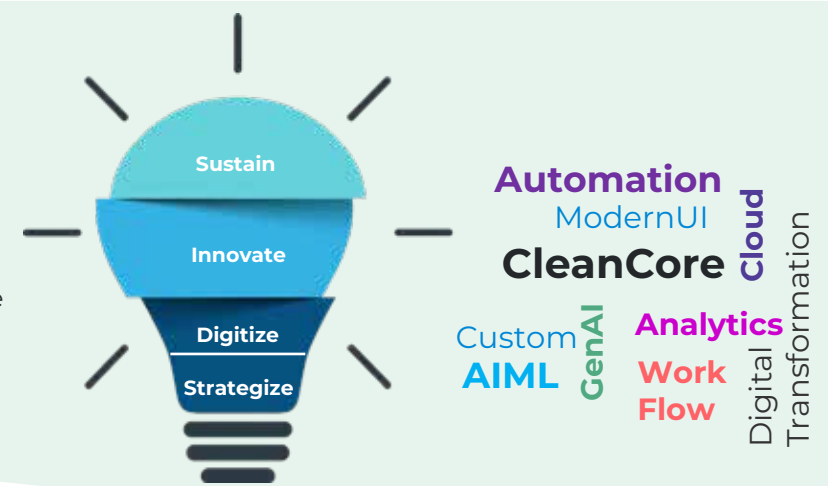 Sustain
Innovate
Digitize
Strategize
e
Automation
ModernUI
CleanCore
Cloud
Custom
AIML
GenAI
Analytics
Work
Flow
Digital
Transformation